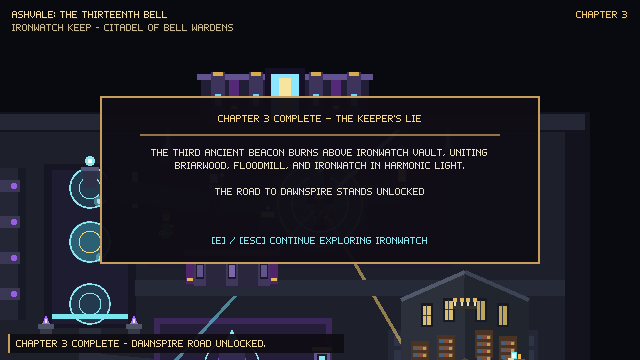 ASHVALE: THE THIRTEENTH BELL
CHAPTER 3
IRONWATCH KEEP - CITADEL OF BELL WARDENS
CHAPTER 3 COMPLETE - THE KEEPER'S LIE
THE THIRD ANCIENT BEACON BURNS ABOVE IRONWATCH VAULT, UNITING
BRIARWOOD, FLOODMILL, AND IRONWATCH IN HARMONIC LIGHT.
THE ROAD TO DAWNSPIRE STANDS UNLOCKED
[E] / [ESC] CONTINUE EXPLORING IRONWATCH
CHAPTER 3 COMPLETE - DAWNSPIRE ROAD UNLOCKED.